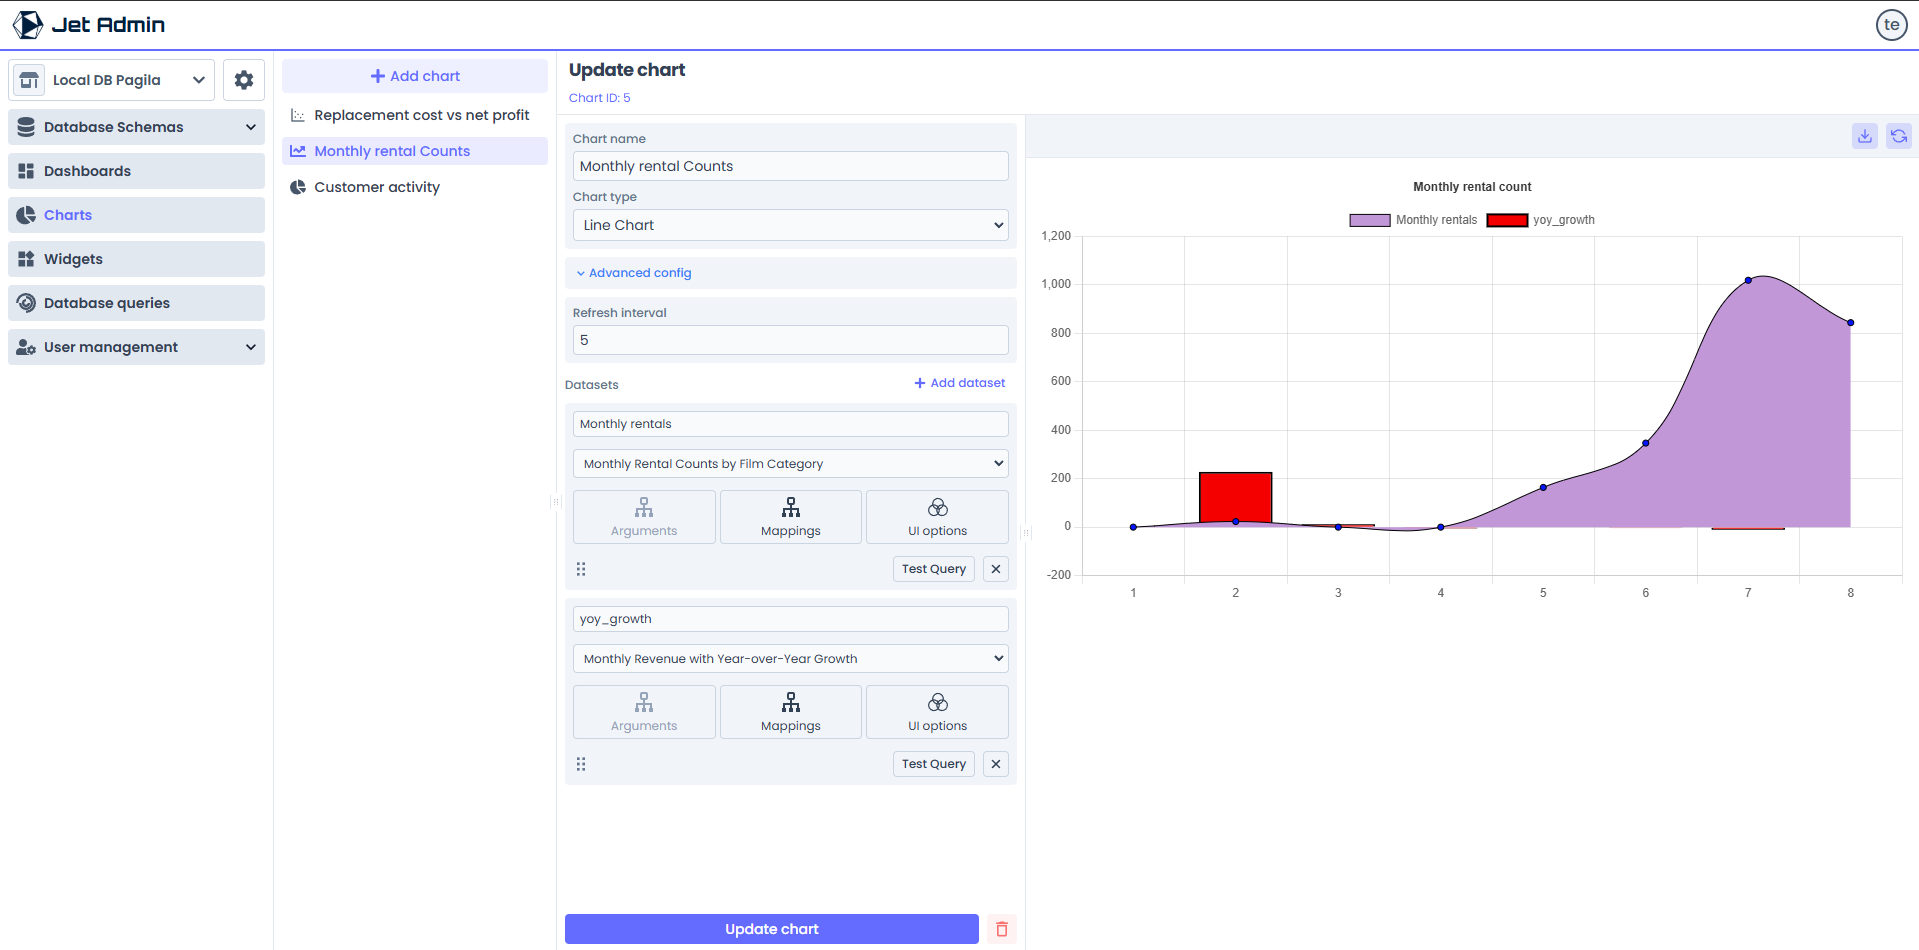 Jet Admin
te
Local DB Pagila
Database Schemas
Dashboards
Charts
Widgets
Database queries
User management
Add chart
Replacement cost vs net profit
Monthly rental Counts
Customer activity
Update chart
Chart ID: 5
Chart name
Monthly rental Counts
Chart type
Line Chart
Advanced config
Refresh interval
5
Datasets
Add dataset
Monthly rentals
Monthly Rental Counts by Film Category
Arguments
Mappings
UI options
Test Query
yoy_growth
Monthly Revenue with Year-over-Year Growth
Arguments
Mappings
UI options
Test Query
Update chart
Monthly rental count
Monthly rentals
yoy_growth
1,200
1,000
800
600
400
200
0
-200
1 2 3 4 5 6 7 8